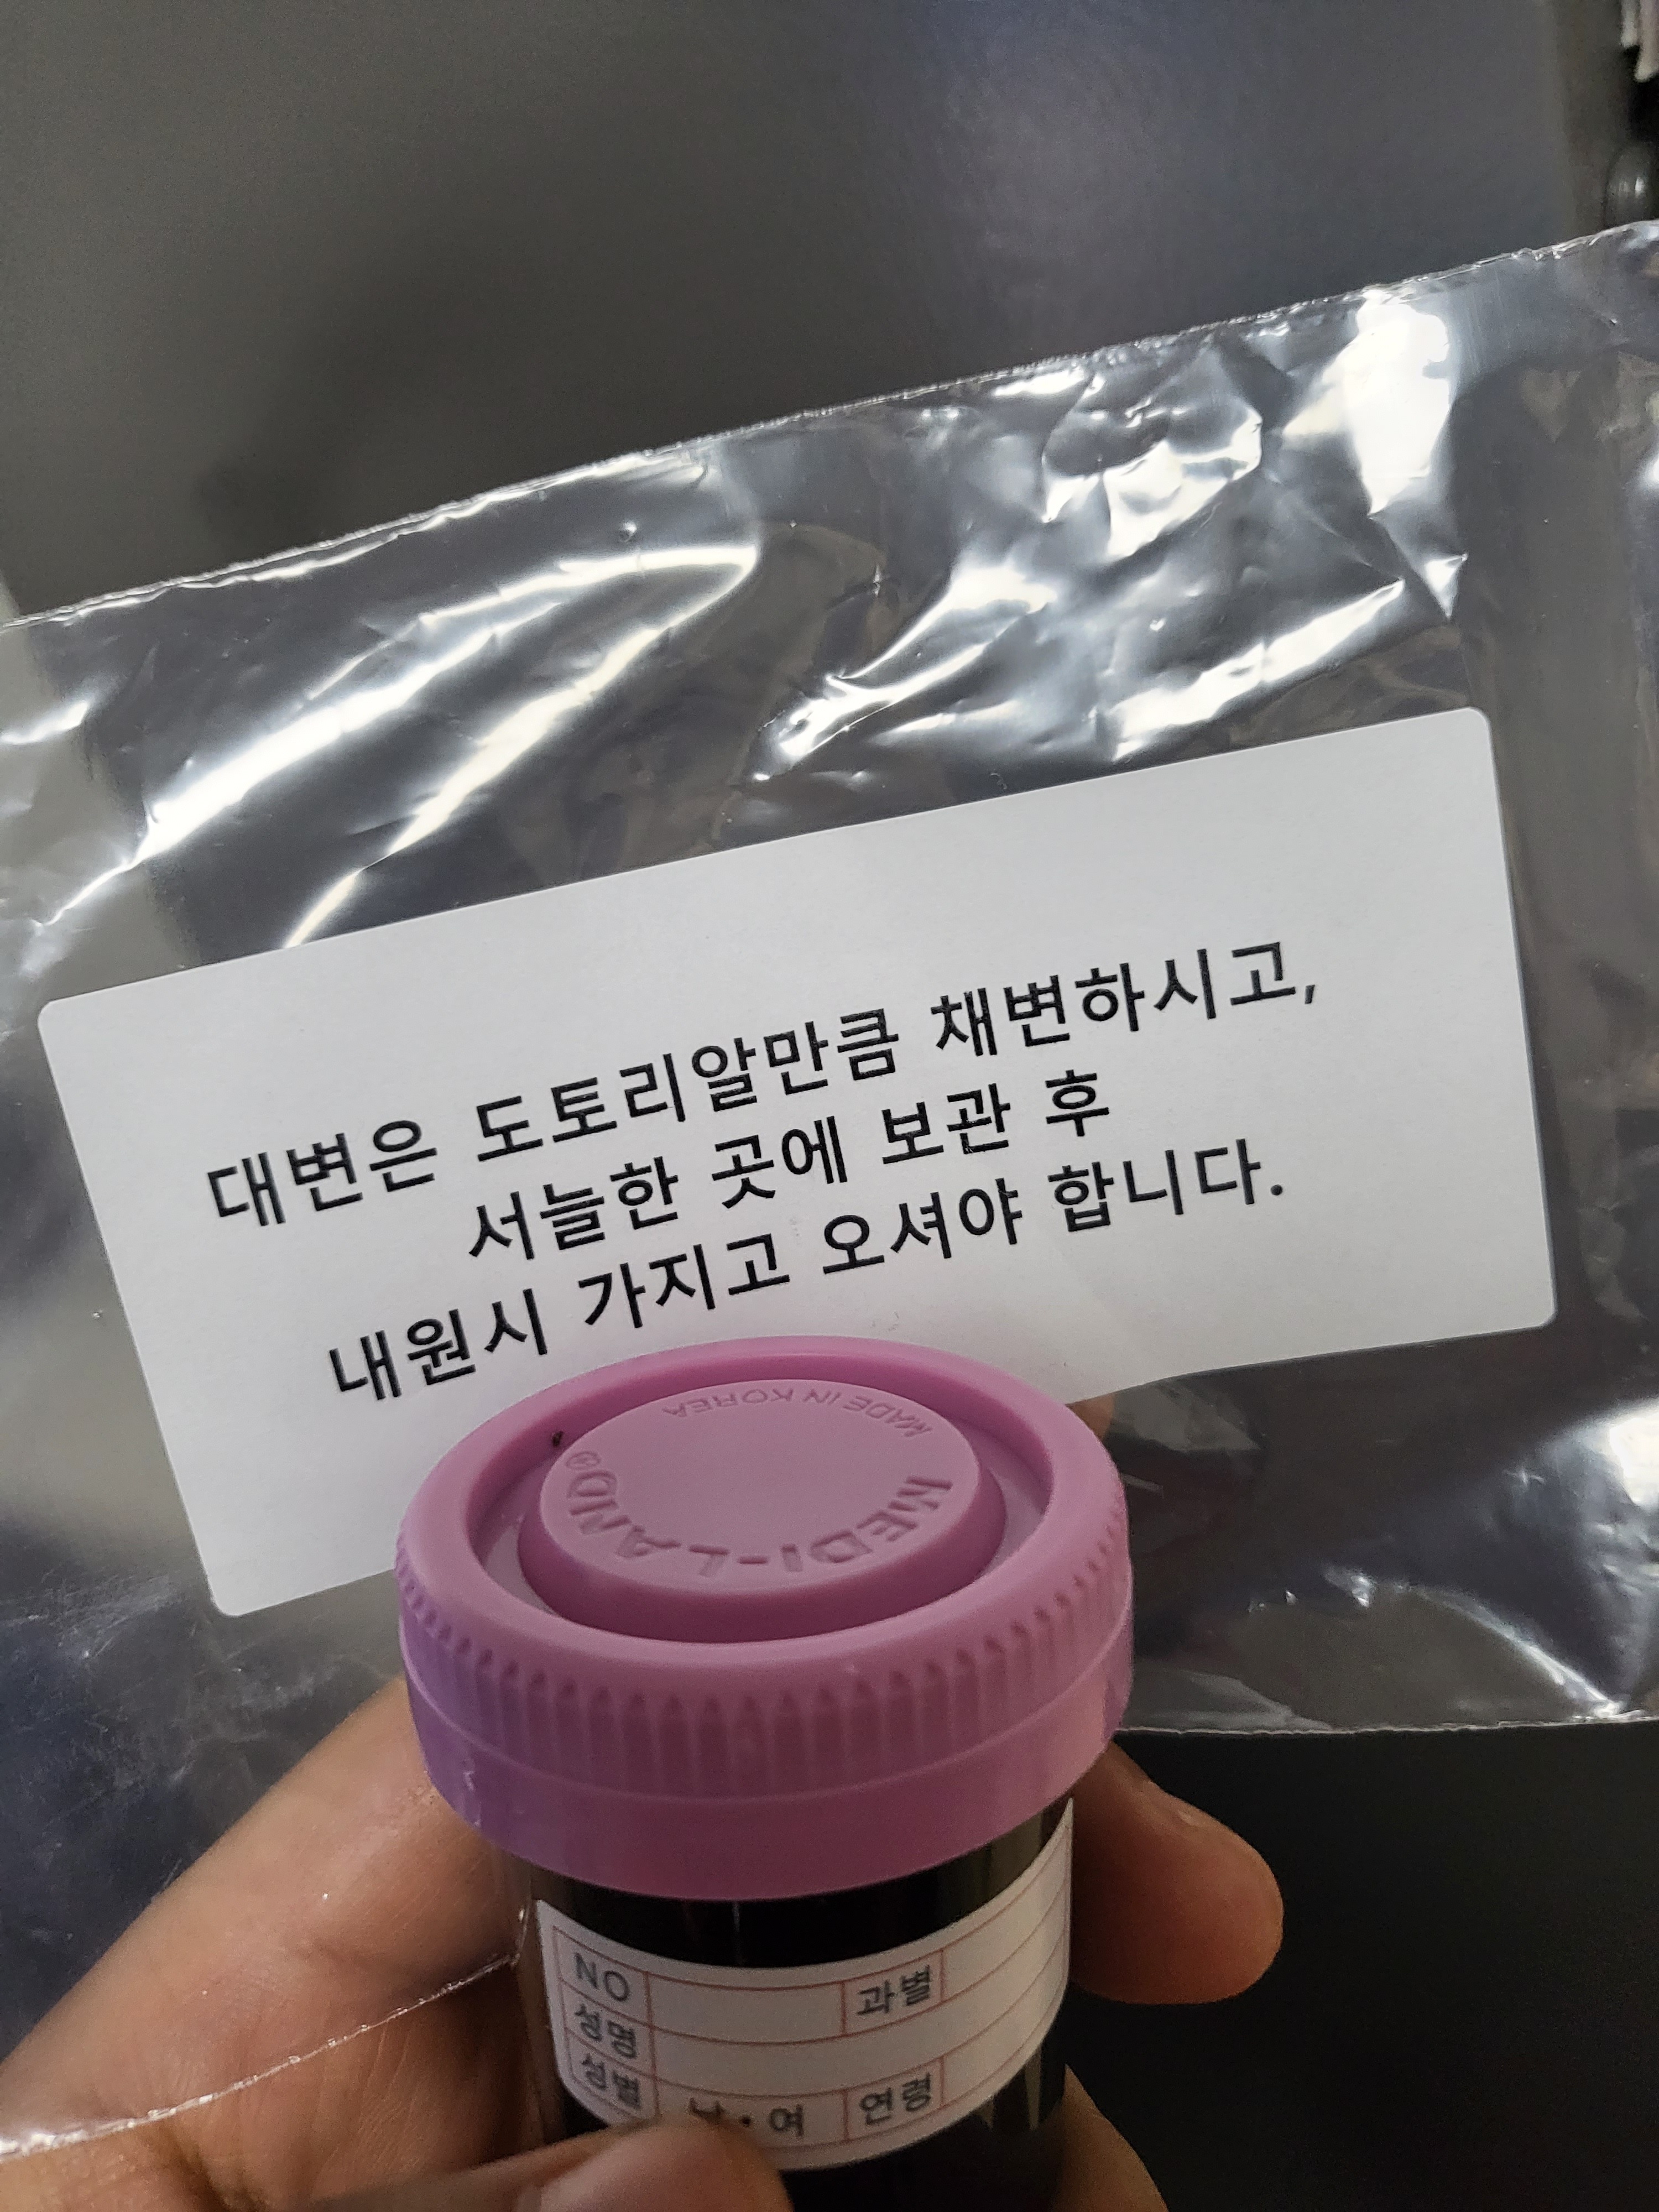 대변은 도토리알만큼 채변하시고,
서늘한 곳에 보관 후
내원시 가지고 오셔야 합니다.
MADE IN KOREA
MEDI-LAND®
NO 과별
성명
성별 남·여 연령